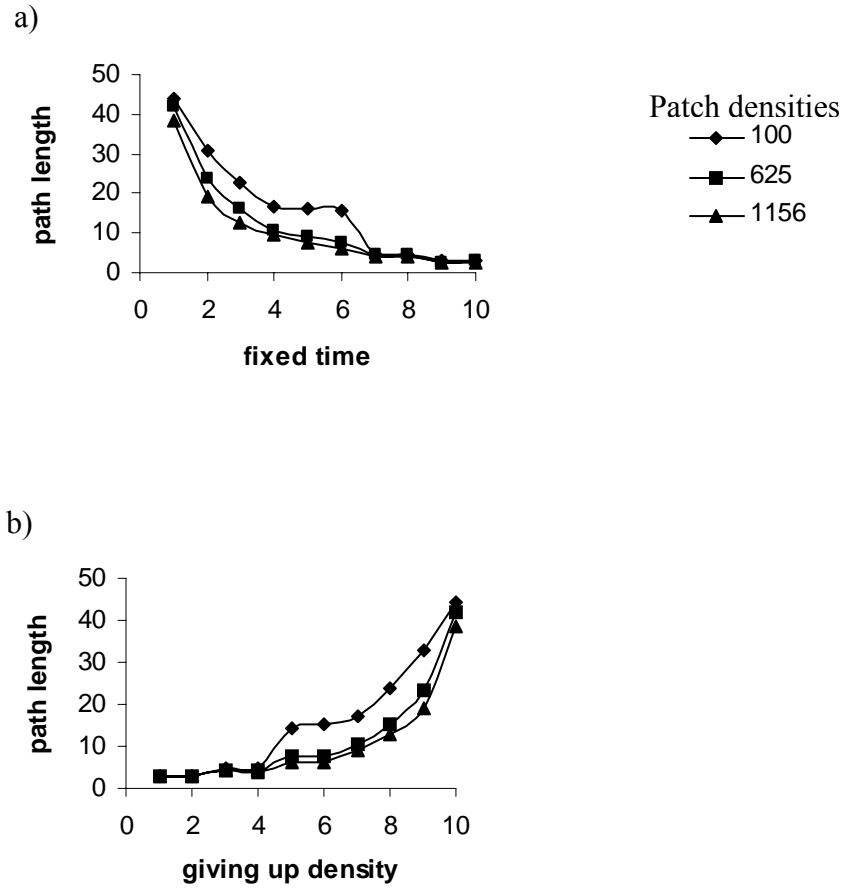 a)
50
40
30
20
10
0
path length
0 2 4 6 8 10
fixed time
Patch densities
100
625
1156
b)
50
40
30
20
10
0
path length
0 2 4 6 8 10
giving up density